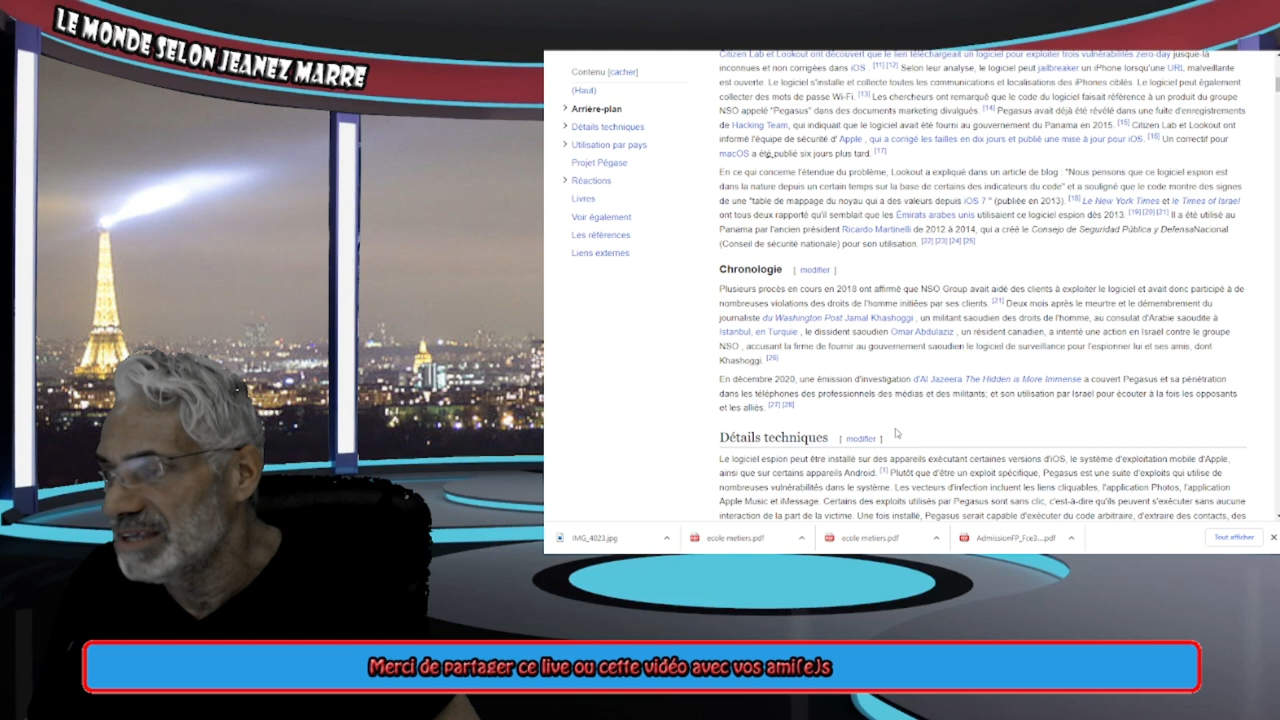 LE MONDE SELON JEANEZ MARRE
Contenu [cacher]
(Haut)
Arrière-plan
Détails techniques
Utilisation par pays
Projet Pégase
Réactions
Livres
Voir également
Les références
Liens externes
Citizen Lab et Lookout ont découvert que le lien téléchargeait un logiciel pour exploiter trois vulnérabilités zero-day jusque-là
inconnues et non corrigées dans iOS . [11] [12] Selon leur analyse, le logiciel peut jailbreaker un iPhone lorsqu'une URL malveillante
est ouverte. Le logiciel s'installe et collecte toutes les communications et localisations des iPhones ciblés. Le logiciel peut également
collecter des mots de passe Wi-Fi. [13] Les chercheurs ont remarqué que le code du logiciel faisait référence à un produit du groupe
NSO appelé "Pegasus" dans des documents marketing divulgués. [14] Pegasus avait déjà été révélé dans une fuite d'enregistrements
de Hacking Team, qui indiquait que le logiciel avait été fourni au gouvernement du Panama en 2015. [15] Citizen Lab et Lookout ont
informé l'équipe de sécurité d' Apple , qui a corrigé les failles en dix jours et publié une mise à jour pour iOS. [16] Un correctif pour
macOS a été publié six jours plus tard. [17]
En ce qui concerne l'étendue du problème, Lookout a expliqué dans un article de blog : "Nous pensons que ce logiciel espion est
dans la nature depuis un certain temps sur la base de certains des indicateurs du code" et a souligné que le code montre des signes
de une "table de mappage du noyau qui a des valeurs depuis iOS 7 " (publiée en 2013). [18] Le New York Times et le Times of Israel
ont tous deux rapporté qu'il semblait que les Émirats arabes unis utilisaient ce logiciel espion dès 2013. [19] [20] [21] Il a été utilisé au
Panama par l'ancien président Ricardo Martinelli de 2012 à 2014, qui a créé le Consejo de Seguridad Pública y DefensaNacional
(Conseil de sécurité nationale) pour son utilisation. [22] [23] [24] [25]
Chronologie [ modifier ]
Plusieurs procès en cours en 2018 ont affirmé que NSO Group avait aidé des clients à exploiter le logiciel et avait donc participé à de
nombreuses violations des droits de l'homme initiées par ses clients. [21] Deux mois après le meurtre et le démembrement du
journaliste du Washington Post Jamal Khashoggi , un militant saoudien des droits de l'homme, au consulat d'Arabie saoudite à
Istanbul, en Turquie , le dissident saoudien Omar Abdulaziz , un résident canadien, a intenté une action en Israël contre le groupe
NSO , accusant la firme de fournir au gouvernement saoudien le logiciel de surveillance pour l'espionner lui et ses amis, dont
Khashoggi. [26]
En décembre 2020, une émission d'investigation d'Al Jazeera The Hidden is More Immense a couvert Pegasus et sa pénétration
dans les téléphones des professionnels des médias et des militants; et son utilisation par Israël pour écouter à la fois les opposants
et les alliés. [27] [28]
Détails techniques [ modifier ]
Le logiciel espion peut être installé sur des appareils exécutant certaines versions d'iOS, le système d'exploitation mobile d'Apple,
ainsi que sur certains appareils Android. [1] Plutôt que d'être un exploit spécifique, Pegasus est une suite d'exploits qui utilise de
nombreuses vulnérabilités dans le système. Les vecteurs d'infection incluent les liens cliquables, l'application Photos, l'application
Apple Music et iMessage. Certains des exploits utilisés par Pegasus sont sans clic, c'est-à-dire qu'ils peuvent s'exécuter sans aucune
interaction de la part de la victime. Une fois installé, Pegasus serait capable d'exécuter du code arbitraire, d'extraire des contacts, des
IMG_4023.jpg
ecole metiers.pdf
ecole metiers.pdf
AdmissionFP_Fce3....pdf
Tout afficher
Merci de partager ce live ou cette vidéo avec vos ami(e)s